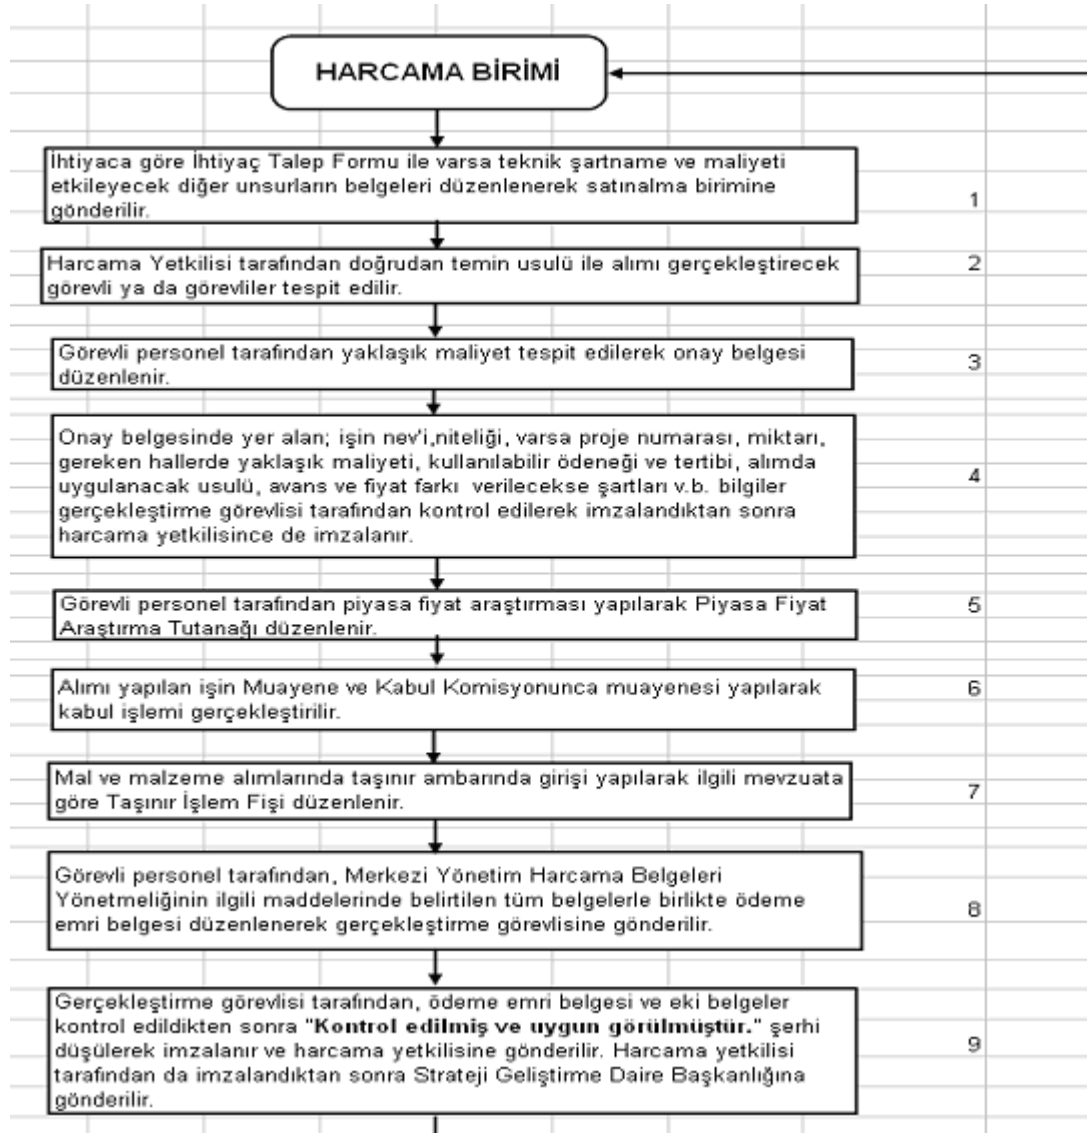 HARCAMA BİRİMİ
İhtiyaca göre İhtiyaç Talep Formu ile varsa teknik şartname ve maliyeti
etkileyecek diğer unsurların belgeleri düzenlenerek satınalma birimine
gönderilir.
1
Harcama Yetkilisi tarafından doğrudan temin usulü ile alımı gerçekleştirecek
görevli ya da görevliler tespit edilir.
2
Görevli personel tarafından yaklaşık maliyet tespit edilerek onay belgesi
düzenlenir.
3
Onay belgesinde yer alan; işin nev'i,niteliği, varsa proje numarası, miktarı,
gereken hallerde yaklaşık maliyeti, kullanılabilir ödeneği ve tertibi, alımda
uygulanacak usulü, avans ve fiyat farkı verilecekse şartları v.b. bilgiler
gerçekleştirme görevlisi tarafından kontrol edilerek imzalandıktan sonra
harcama yetkilisince de imzalanır.
4
Görevli personel tarafından piyasa fiyat araştırması yapılarak Piyasa Fiyat
Araştırma Tutanağı düzenlenir.
5
Alımı yapılan işin Muayene ve Kabul Komisyonunca muayenesi yapılarak
kabul işlemi gerçekleştirilir.
6
Mal ve malzeme alımlarında taşınır ambarında girişi yapılarak ilgili mevzuata
göre Taşınır İşlem Fişi düzenlenir.
7
Görevli personel tarafından, Merkezi Yönetim Harcama Belgeleri
Yönetmeliğinin ilgili maddelerinde belirtilen tüm belgelerle birlikte ödeme
emri belgesi düzenlenerek gerçekleştirme görevlisine gönderilir.
8
Gerçekleştirme görevlisi tarafından, ödeme emri belgesi ve eki belgeler
kontrol edildikten sonra "Kontrol edilmiş ve uygun görülmüştür." şerhi
düşülerek imzalanır ve harcama yetkilisine gönderilir. Harcama yetkilisi
tarafından da imzalandıktan sonra Strateji Geliştirme Daire Başkanlığına
gönderilir.
9